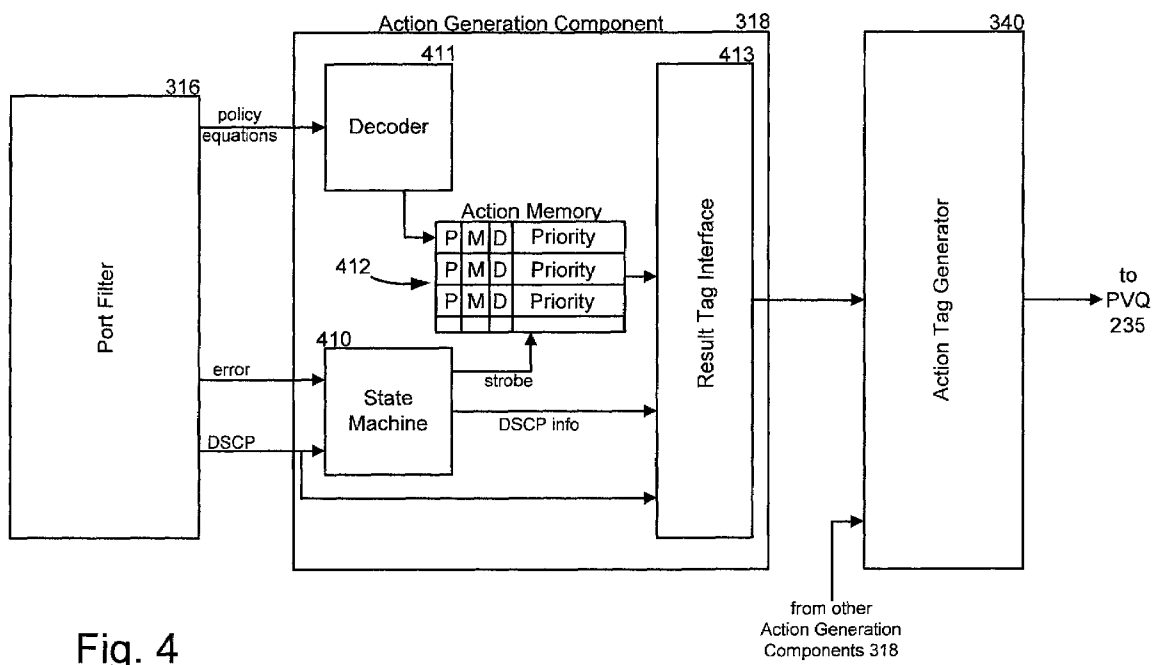 Action Generation Component 318
340
411
413
316
policy
equations
Decoder
Action Memory
P M D Priority
P M D Priority
P M D Priority
412
410
strobe
State
Machine
error
DSCP
DSCP info
Port Filter
Result Tag Interface
Action Tag Generator
to
PVQ
235
from other
Action Generation
Components 318
Fig. 4